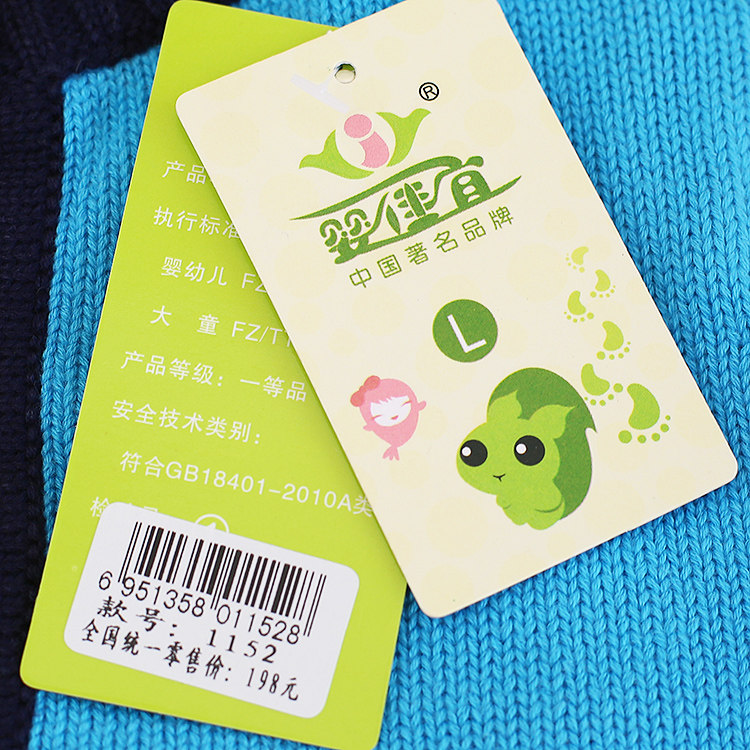 ®
婴佳宜
中国著名品牌
L
产品
执行标准
婴幼儿 FZ
大 童 FZ/T
产品等级：一等品
安全技术类别：
符合GB18401-2010A类
检
6 951358 011528
款号：1152
全国统一零售价：198元